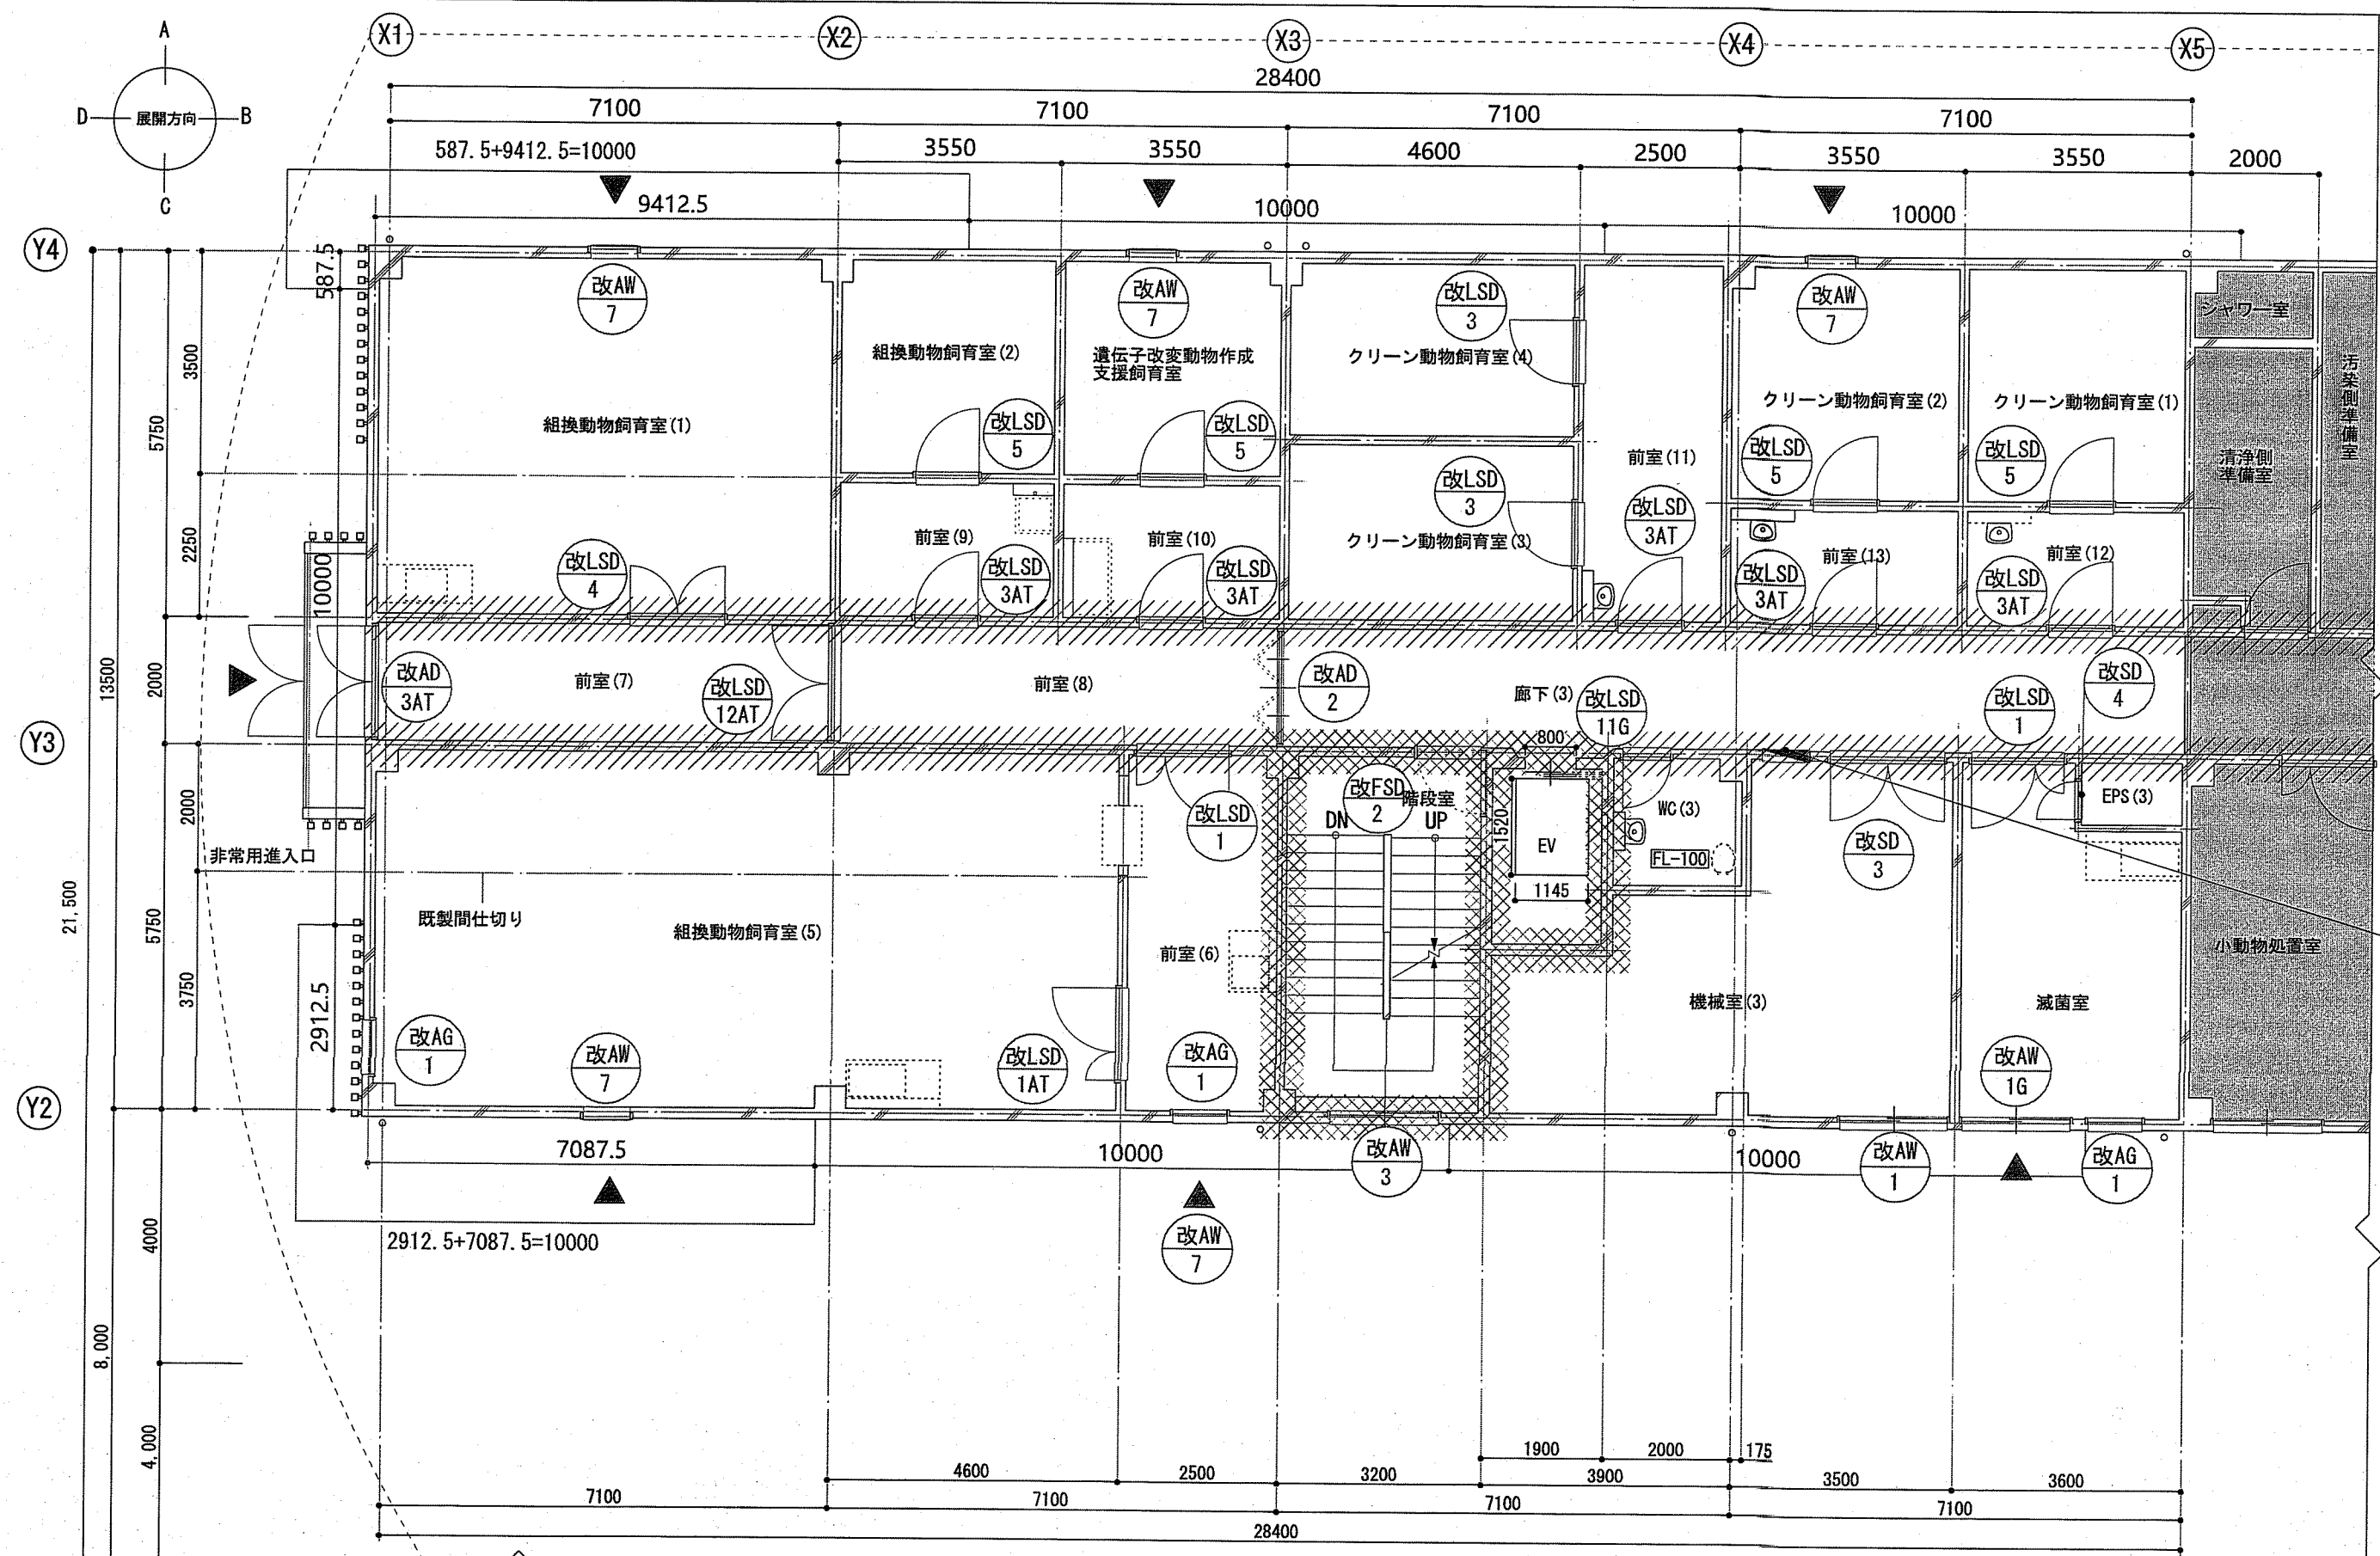 A
X1
X2
X3
X4
X5
28400
D
展開方向
B
7100
7100
7100
7100
587.5+9412.5=10000
3550
3550
4600
2500
3550
3550
2000
C
9412.5
10000
10000
Y4
587.5
改AW
7
改AW
7
改LSD
3
改AW
7
シャワー室
3500
組換動物飼育室(2)
遺伝子改変動物作成
支援飼育室
クリーン動物飼育室(4)
汚染側準備室
クリーン動物飼育室(2)
クリーン動物飼育室(1)
組換動物飼育室(1)
改LSD
5
改LSD
5
5750
前室(11)
改LSD
5
改LSD
5
清浄側
準備室
改LSD
3
改LSD
3AT
2250
前室(9)
前室(10)
クリーン動物飼育室(3)
前室(13)
前室(12)
10000
改LSD
4
改LSD
3AT
改LSD
3AT
改LSD
3AT
改LSD
3AT
13500
2000
改AD
3AT
前室(7)
改LSD
12AT
前室(8)
改AD
2
廊下(3)
改LSD
11G
改LSD
1
改SD
4
Y3
800
2000
改FSD
2
階段室
DN
UP
1520
EV
WC(3)
EPS(3)
改LSD
1
FL-100
改SD
3
非常用進入口
1145
21,500
既製間仕切り
組換動物飼育室(5)
前室(6)
小動物処置室
5750
3750
2912.5
機械室(3)
滅菌室
改AG
1
改AW
7
改LSD
1AT
改AG
1
改AW
1G
Y2
7087.5
10000
改AW
3
10000
改AW
1
改AG
1
4000
2912.5+7087.5=10000
改AW
7
8,000
4,000
1900
2000
175
4600
2500
3200
3900
3500
3600
7100
7100
7100
7100
28400